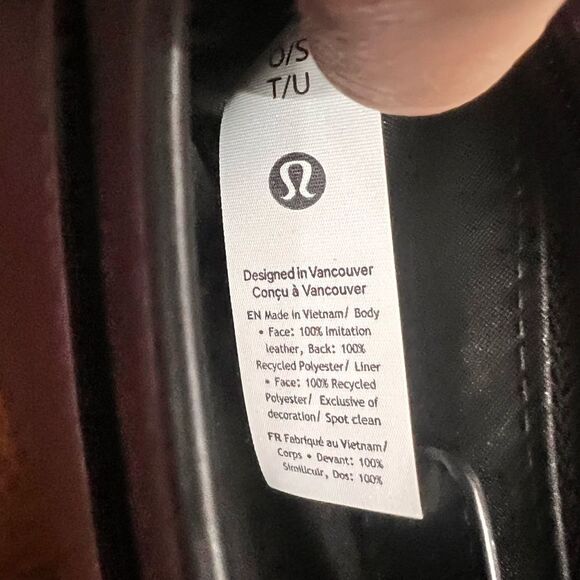 O/S
T/U
Designed in Vancouver
Conçu à Vancouver
EN Made in Vietnam/ Body
• Face: 100% Imitation
leather, Back: 100%
Recycled Polyester/ Liner
• Face: 100% Recycled
Polyester/ Exclusive of
decoration/ Spot clean
FR Fabriqué au Vietnam/
Corps • Devant: 100%
Similicuir, Dos: 100%